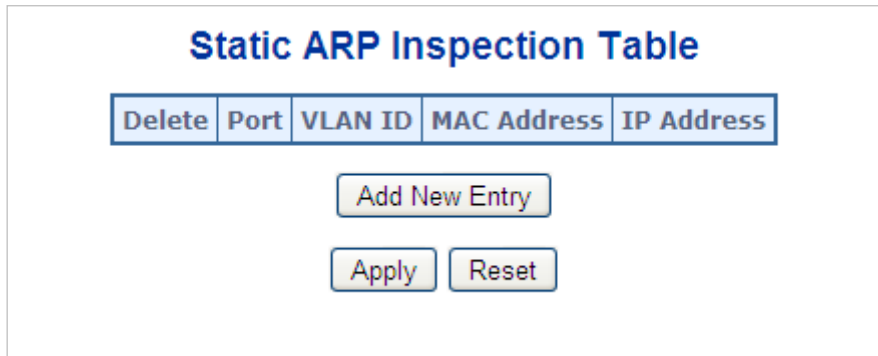 Static ARP Inspection Table
Delete Port VLAN ID MAC Address IP Address
Add New Entry
Apply Reset